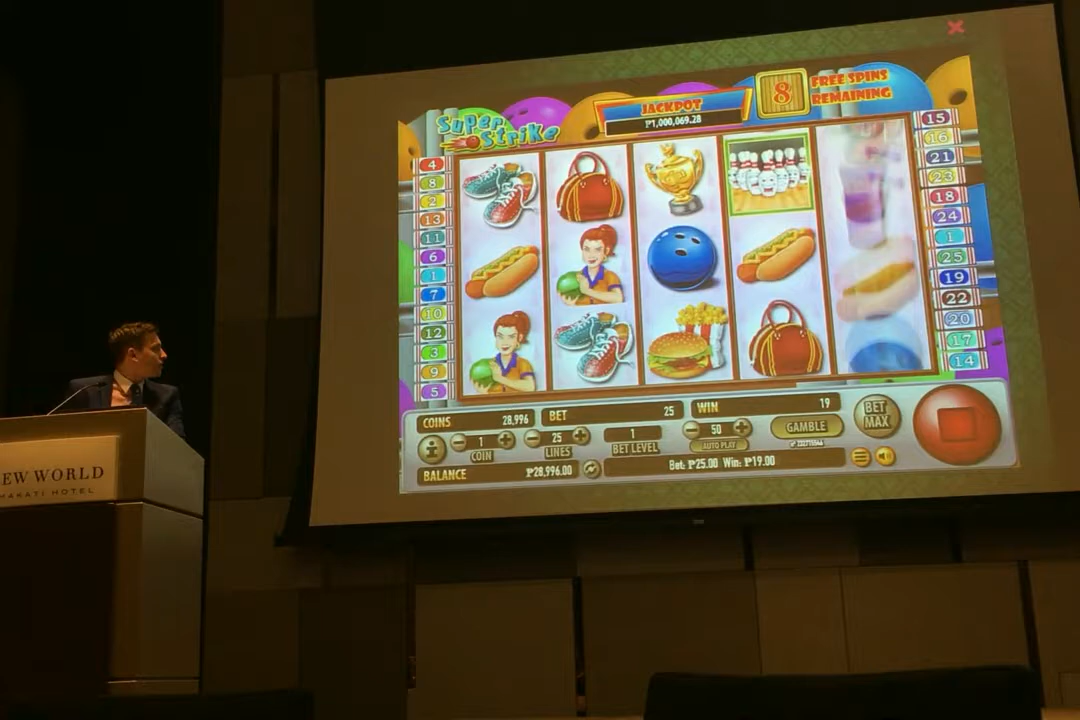 FREE SPINS
8
REMAINING
JACKPOT
₱1,000,069.28
Super
Strike
4
8
2
13
11
6
1
7
10
12
3
9
5
15
16
21
23
18
24
1
25
19
22
20
17
14
COINS 28,996
BET 25
WIN 19
1
COIN
25
LINES
1
BET LEVEL
50
AUTO PLAY
GAMBLE
BET
MAX
BALANCE ₱28,996.00
Bet: ₱25.00 Win: ₱19.00
EW WORLD
MAKATI HOTEL